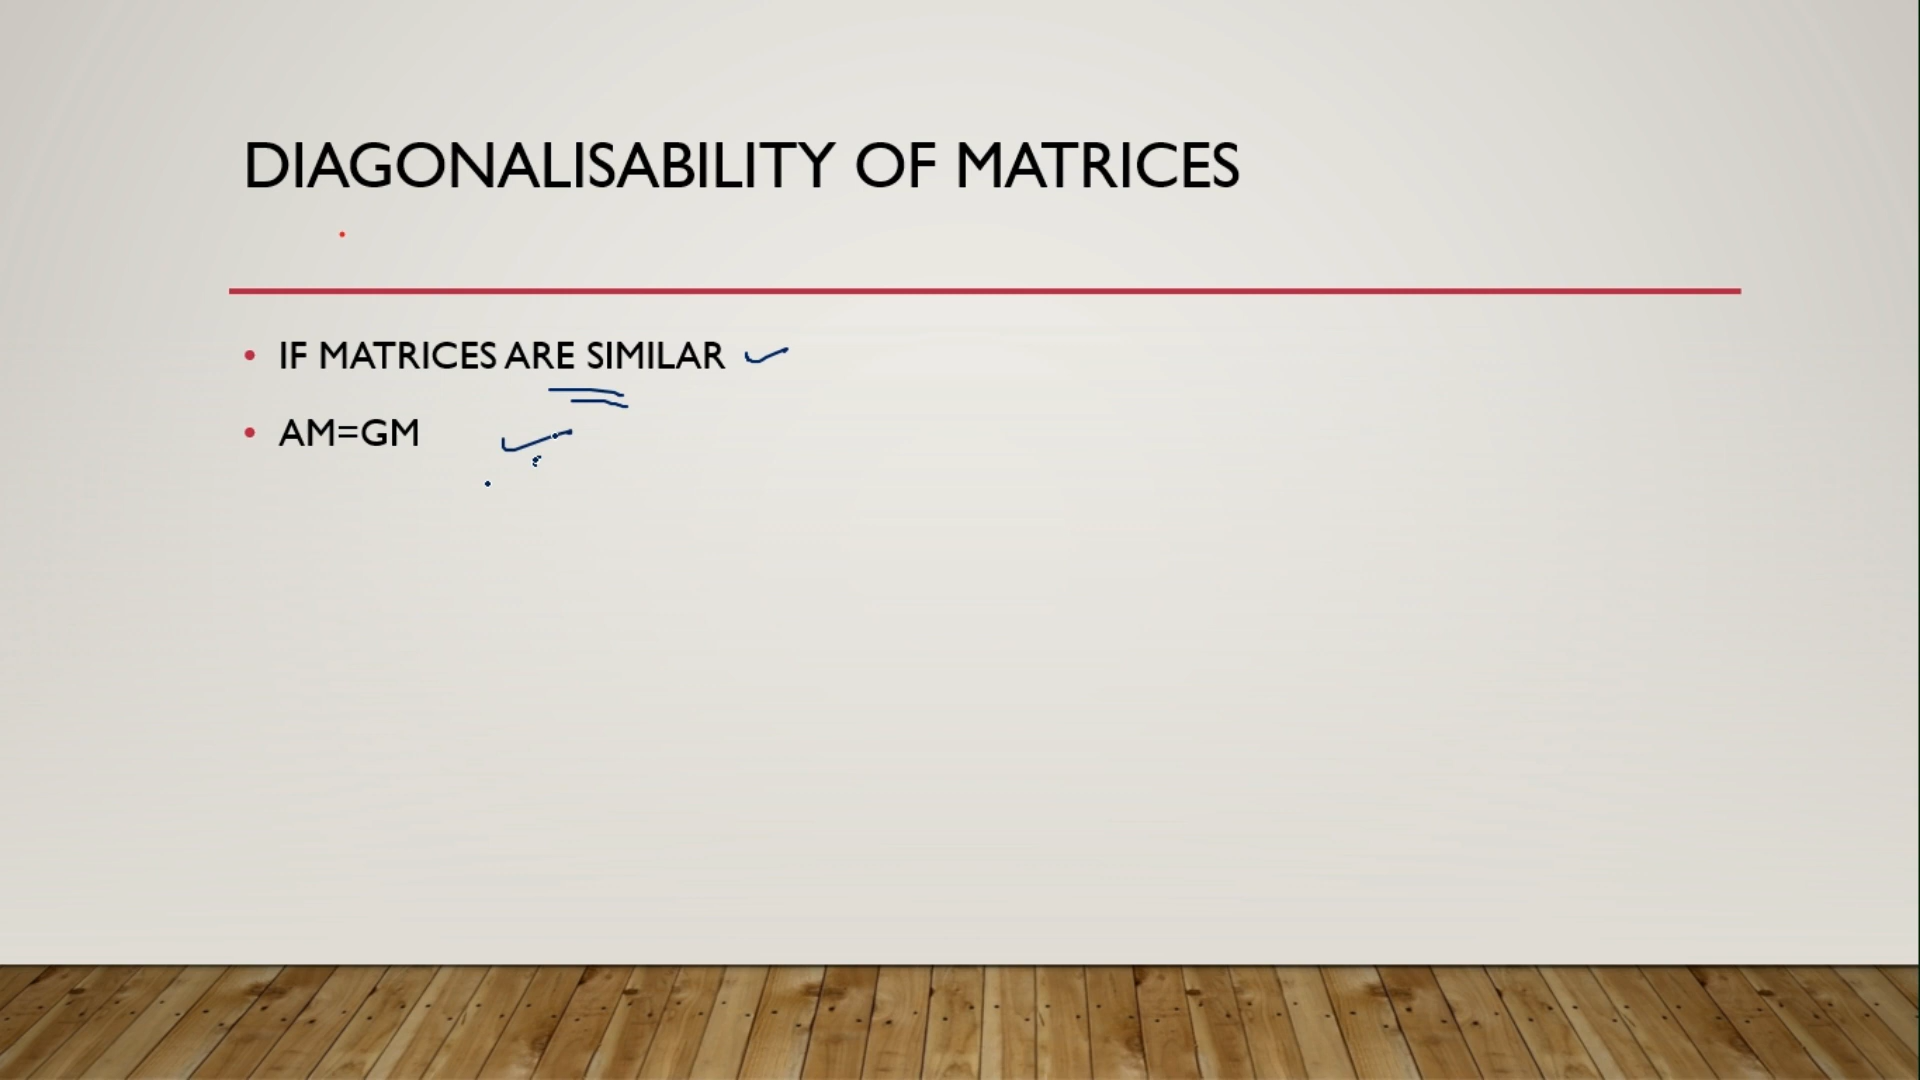 DIAGONALISABILITY OF MATRICES
• IF MATRICES ARE SIMILAR
• AM=GM